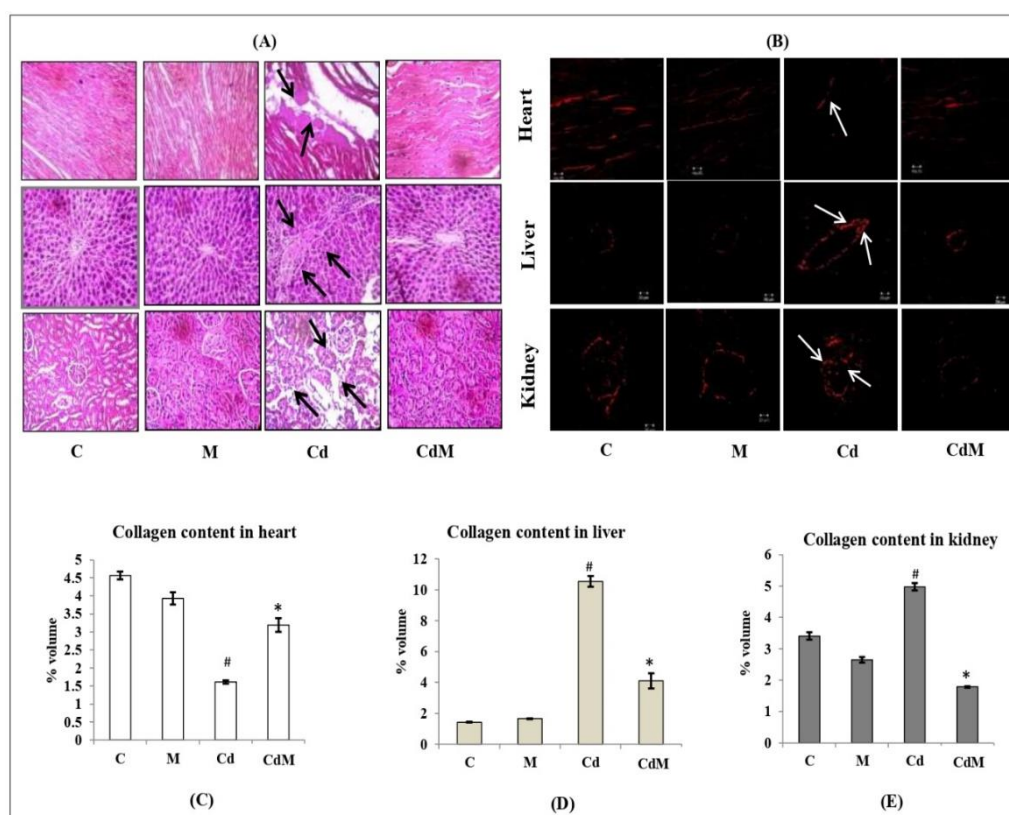 (A)
(B)
Heart
Liver
Kidney
C M Cd CdM
C M Cd CdM
Collagen content in heart
% volume
5
4.5
4
3.5
3
2.5
2
1.5
1
0.5
0
#
*
C M Cd CdM
(C)
Collagen content in liver
% volume
12
10
8
6
4
2
0
#
*
C M Cd CdM
(D)
Collagen content in kidney
% volume
6
5
4
3
2
1
0
#
*
C M Cd CdM
(E)